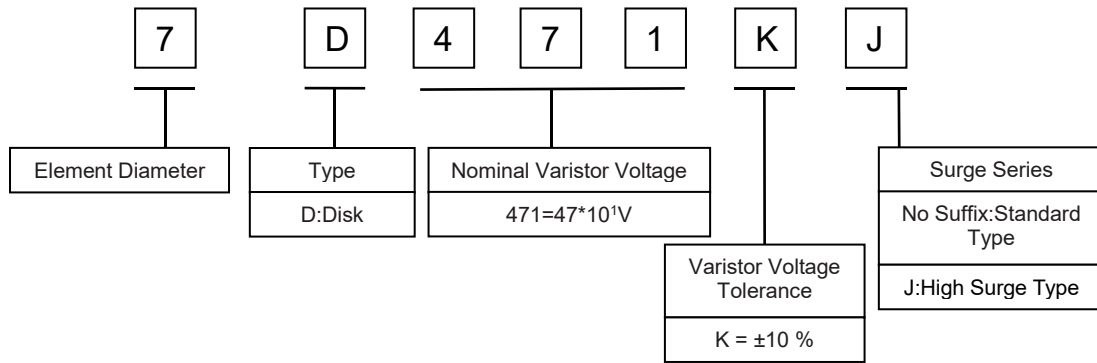 7 D 4 7 1 K J
Element Diameter
Type
D:Disk
Nominal Varistor Voltage
471=47*10¹V
Varistor Voltage
Tolerance
K = ±10 %
Surge Series
No Suffix:Standard
Type
J:High Surge Type